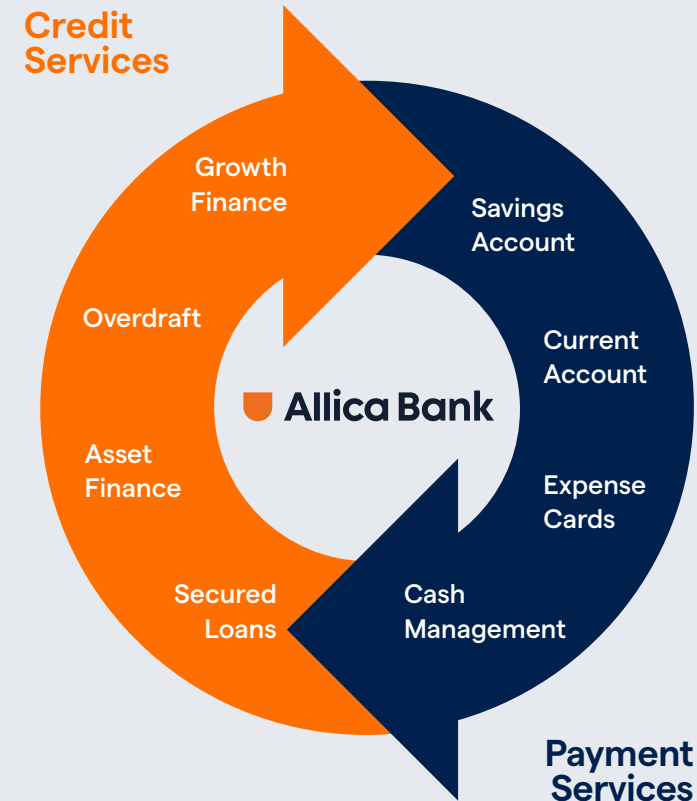 Credit
Services
Growth
Finance
Overdraft
Asset
Finance
Secured
Loans
Allica Bank
Savings
Account
Current
Account
Expense
Cards
Cash
Management
Payment
Services